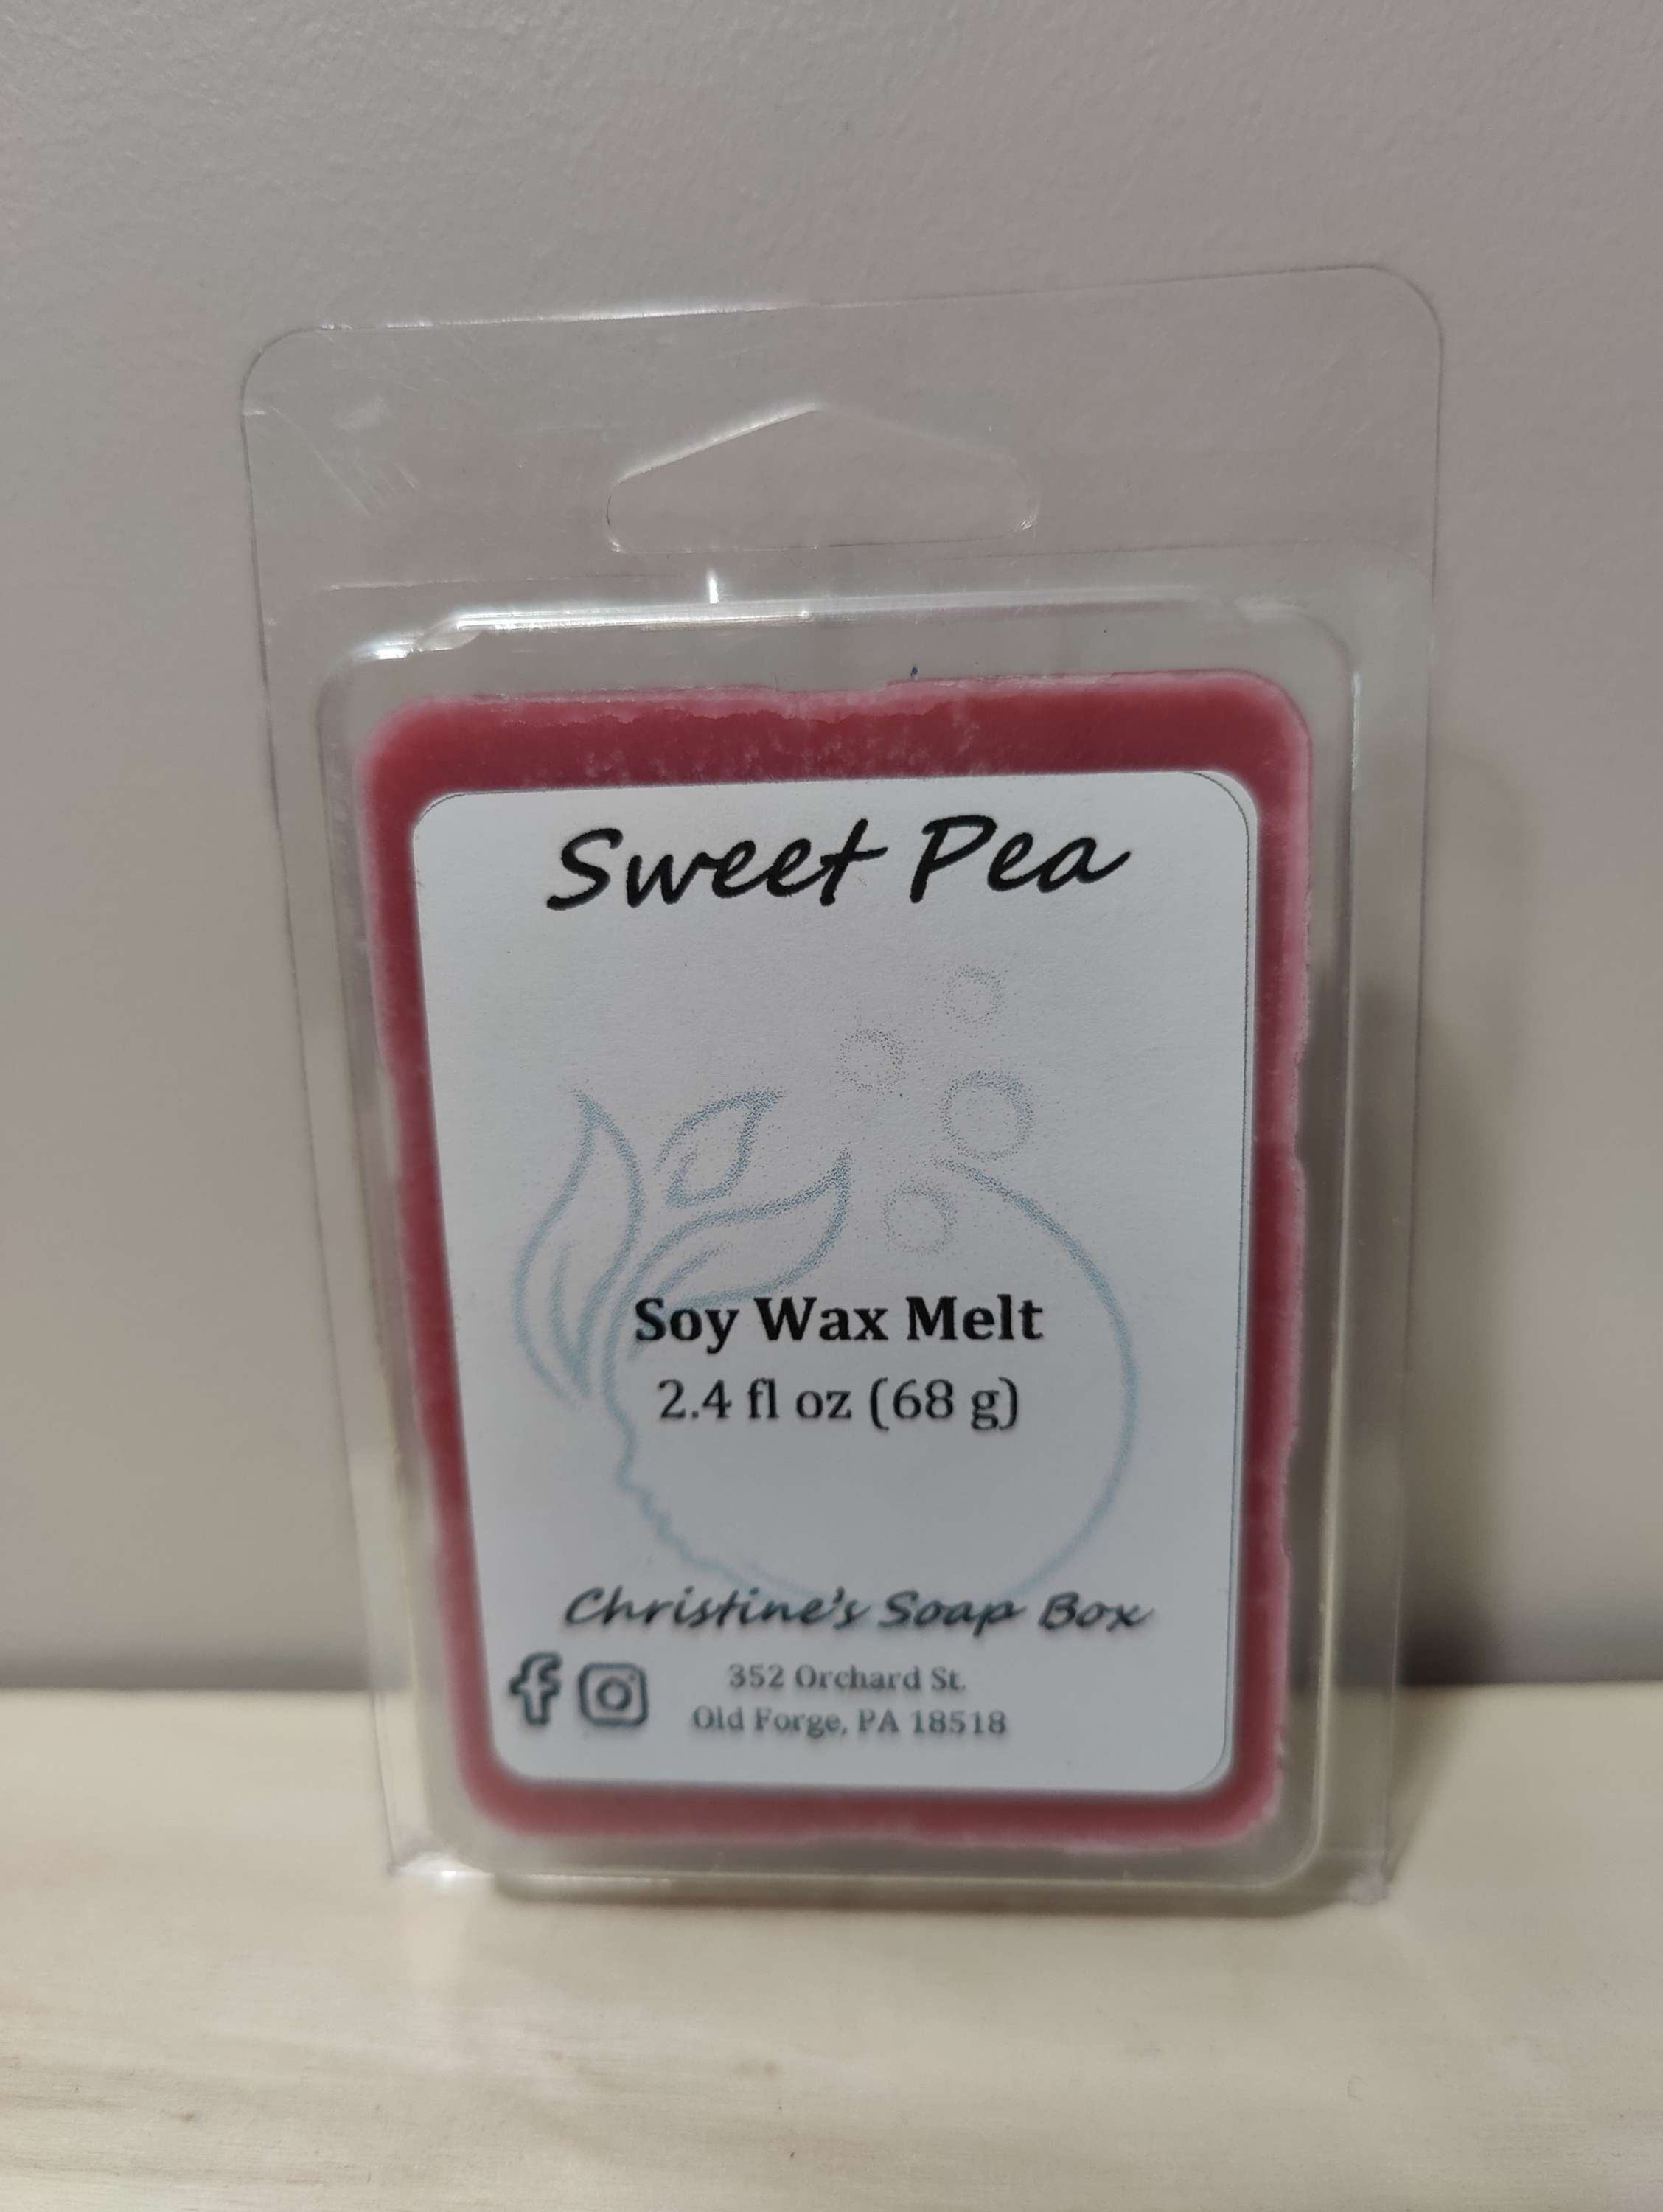 Sweet Pea
Soy Wax Melt
2.4 fl oz (68 g)
Christine's Soap Box
352 Orchard St.
Old Forge, PA 18518